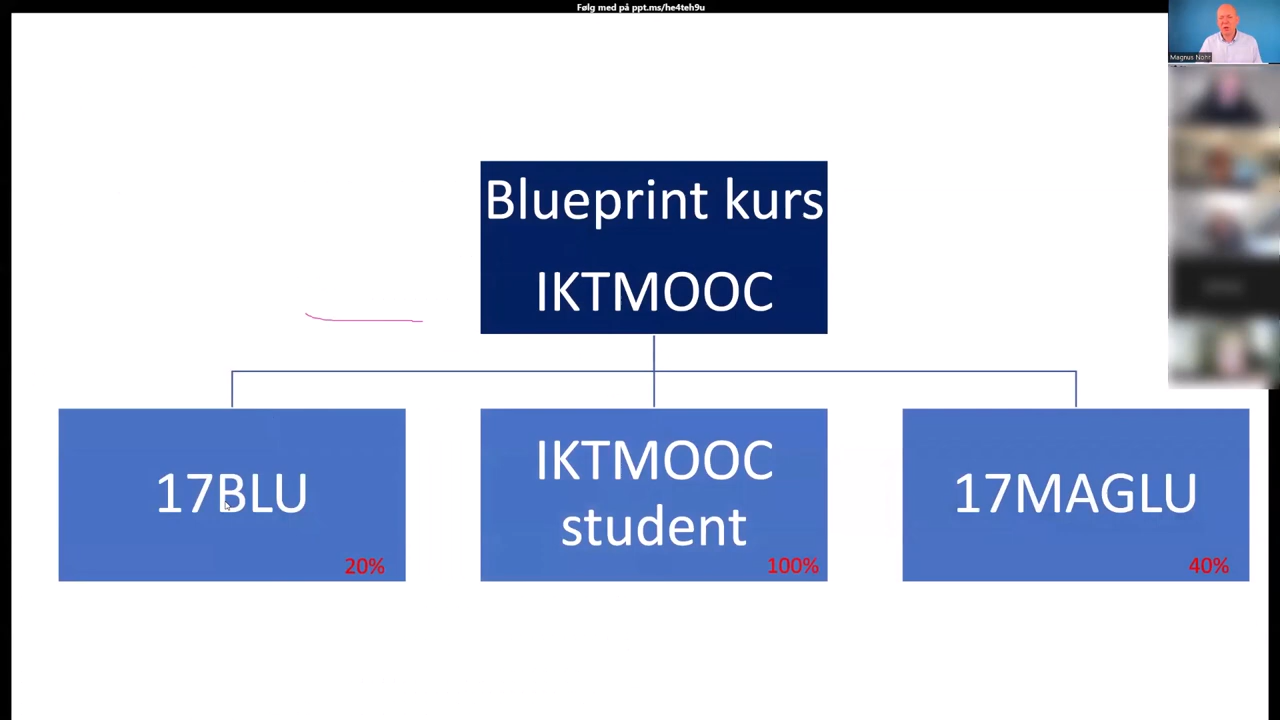 Følg med på ppt.ms/he4teh9u
Magnus Nohr
Blueprint kurs
IKTMOOC
17BLU
20%
IKTMOOC
student
100%
17MAGLU
40%